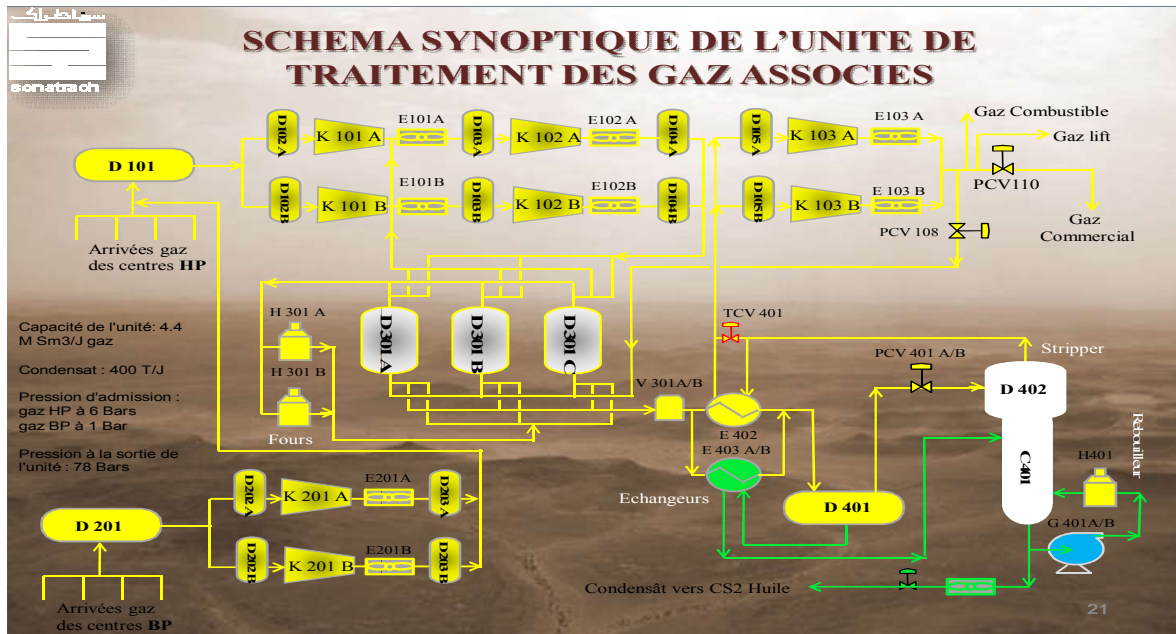 سوناطراك
sonatrach
SCHEMA SYNOPTIQUE DE L'UNITE DE
TRAITEMENT DES GAZ ASSOCIES
D 101
D102A
K 101 A
E101A
D103A
K 102 A
E102 A
D104A
D105A
K 103 A
E103 A
Gaz Combustible
Gaz lift
PCV110
D102B
K 101 B
E101B
D103B
K 102 B
E102B
D104B
D105B
K 103 B
E 103 B
PCV 108
Gaz
Commercial
Arrivées gaz
des centres HP
Capacité de l'unité: 4.4
M Sm3/J gaz
Condensat : 400 T/J
Pression d'admission :
gaz HP à 6 Bars
gaz BP à 1 Bar
Pression à la sortie de
l'unité : 78 Bars
H 301 A
H 301 B
Fours
D301 A
D301 B
D301 C
V 301A/B
TCV 401
E 402
E 403 A/B
Echangeurs
PCV 401 A/B
Stripper
D 402
C401
D 401
Rebouilleur
H401
G 401A/B
D 201
D202A
K 201 A
E201A
D203A
D202B
K 201 B
E201B
D203B
Arrivées gaz
des centres BP
Condensât vers CS2 Huile
21